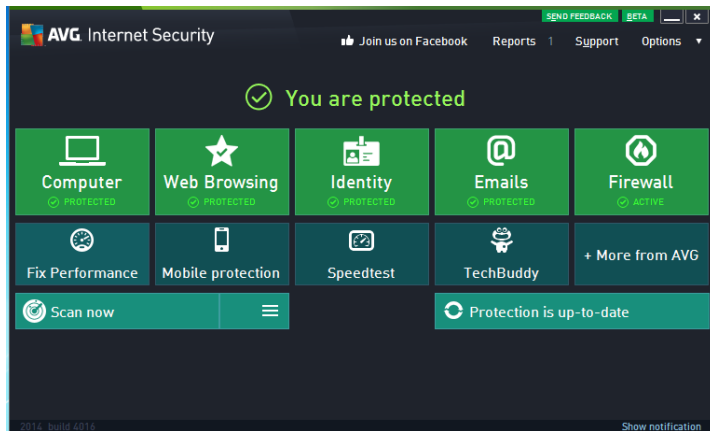 SEND FEEDBACK BETA
AVG Internet Security
Join us on Facebook Reports 1 Support Options
You are protected
Computer Web Browsing Identity Emails Firewall
PROTECTED PROTECTED PROTECTED PROTECTED ACTIVE
Fix Performance Mobile protection Speedtest TechBuddy + More from AVG
Scan now Protection is up-to-date
2014 build 4016 Show notification